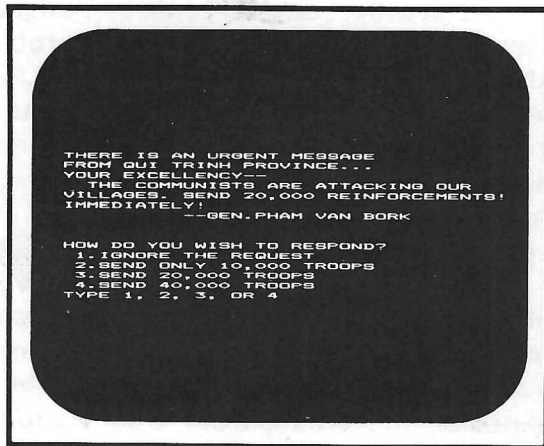 THERE IS AN URGENT MESSAGE
FROM QUI TRINH PROVINCE...
YOUR EXCELLENCY--
THE COMMUNISTS ARE ATTACKING OUR
VILLAGES. SEND 20,000 REINFORCEMENTS!
IMMEDIATELY!
--GEN.PHAM VAN BORK
HOW DO YOU WISH TO RESPOND?
1.IGNORE THE REQUEST
2.SEND ONLY 10,000 TROOPS
3.SEND 20,000 TROOPS
4.SEND 40,000 TROOPS
TYPE 1, 2, 3, OR 4